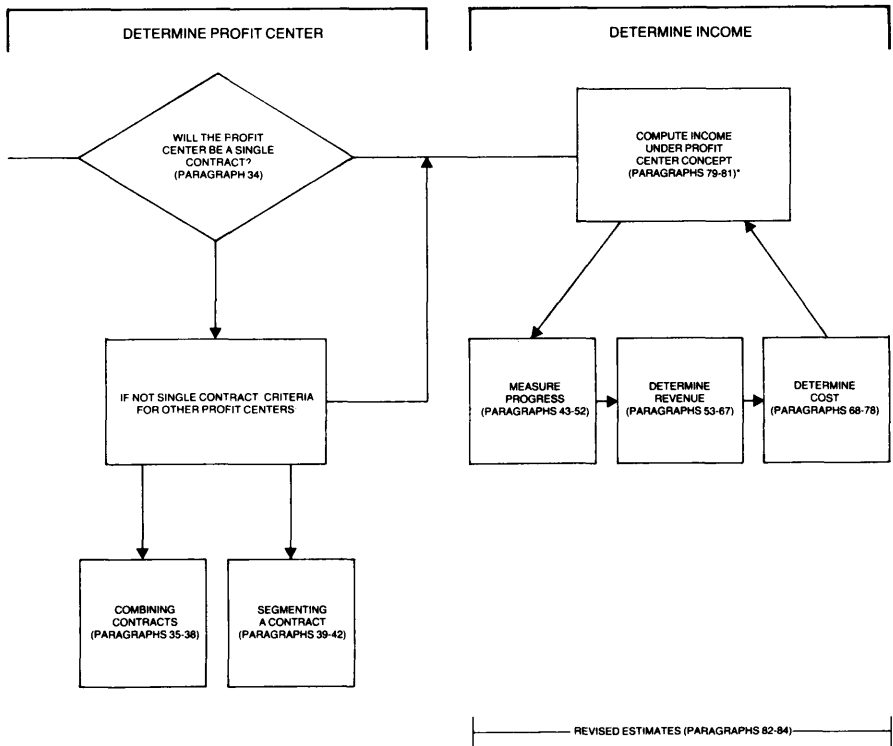 DETERMINE PROFIT CENTER
WILL THE PROFIT
CENTER BE A SINGLE
CONTRACT?
(PARAGRAPH 34)
IF NOT SINGLE CONTRACT CRITERIA
FOR OTHER PROFIT CENTERS
COMBINING
CONTRACTS
(PARAGRAPHS 35-38)
SEGMENTING
A CONTRACT
(PARAGRAPHS 39-42)
DETERMINE INCOME
COMPUTE INCOME
UNDER PROFIT
CENTER CONCEPT
(PARAGRAPHS 79-81)*
MEASURE
PROGRESS
(PARAGRAPHS 43-52)
DETERMINE
REVENUE
(PARAGRAPHS 53-67)
DETERMINE
COST
(PARAGRAPHS 68-78)
REVISED ESTIMATES (PARAGRAPHS 82-84)